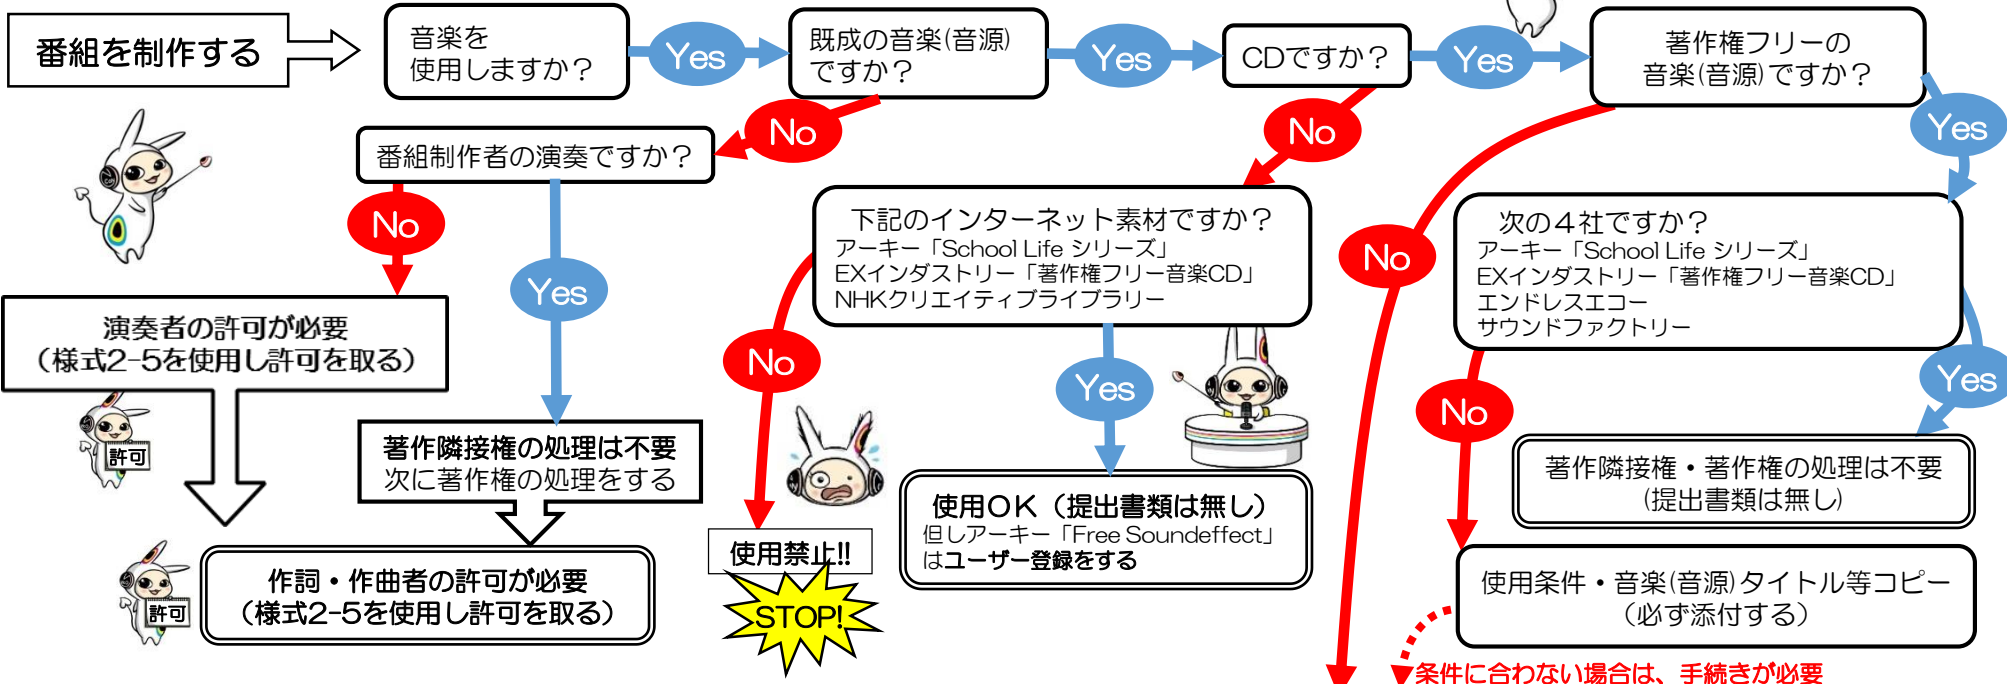 番組を制作する
音楽を
使用しますか？
Yes
既成の音楽(音源)
ですか？
Yes
CDですか？
Yes
著作権フリーの
音楽(音源)ですか？
Yes
No
No
番組制作者の演奏ですか？
No
Yes
演奏者の許可が必要
（様式2-5を使用し許可を取る）
許可
著作隣接権の処理は不要
次に著作権の処理をする
許可
作詞・作曲者の許可が必要
（様式2-5を使用し許可を取る）
下記のインターネット素材ですか？
アーキー「School Life シリーズ」
EXインダストリー「著作権フリー音楽CD」
NHKクリエイティブライブラリー
No
Yes
使用禁止!!
STOP!
使用OK（提出書類は無し）
但しアーキー「Free Soundeffect」
はユーザー登録をする
No
次の４社ですか？
アーキー「School Life シリーズ」
EXインダストリー「著作権フリー音楽CD」
エンドレスエコー
サウンドファクトリー
Yes
No
著作隣接権・著作権の処理は不要
(提出書類は無し)
使用条件・音楽(音源)タイトル等コピー
（必ず添付する）
条件に合わない場合は、手続きが必要